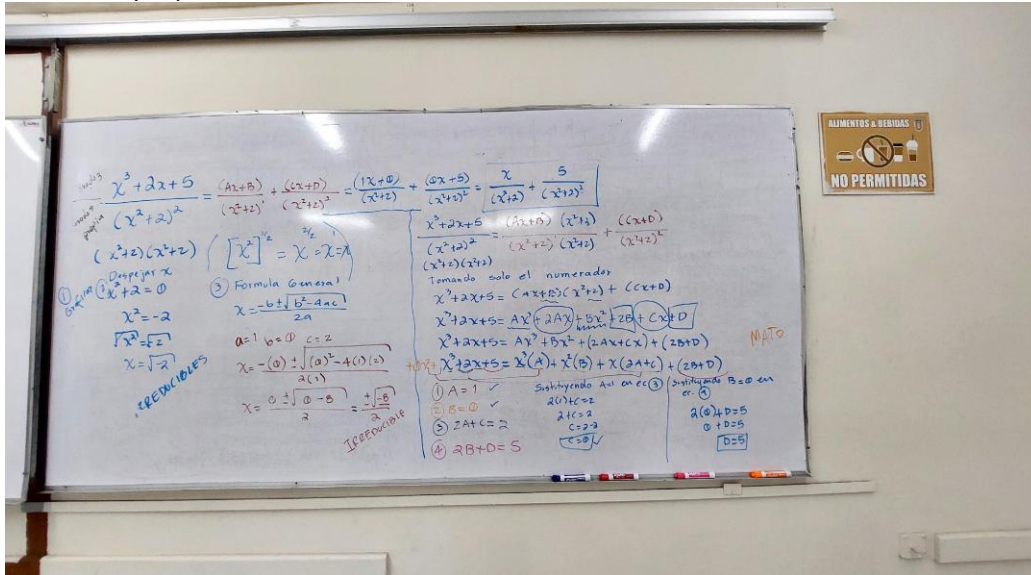 x³ + 2x + 5 / (x² + 2)² = (Ax+B) / (x²+2)¹ + (Cx+D) / (x²+2)² = (1x+0) / (x²+2) + (0x+5) / (x²+2)² = x / (x²+2) + 5 / (x²+2)²
(x²+2)(x²+2)
([x²]^1/2 = x^2/2 = x¹ = x)
① Graficar
② Despejar x
x² + 2 = 0
x² = -2
√x² = √-2
x = √-2
IRREDUCIBLES
③ Formula General
x = -b ± √b² - 4ac / 2a
a=1 b=0 c=2
x = -(0) ± √(0)² - 4(1)(2) / 2(1)
x = 0 ± √0 - 8 / 2 = ± √-8 / 2
IRREDUCIBLE
x³ + 2x + 5 / (x²+2)² = (Ax+B) (x²+2) / (x²+2) (x²+2) + (Cx+D) / (x²+2)²
(x²+2)(x²+2)
Tomando solo el numerador
x³ + 2x + 5 = (Ax+B)(x²+2) + (Cx+D)
x³ + 2x + 5 = Ax³ + 2Ax + Bx² + 2B + Cx + D
x³ + 2x + 5 = Ax³ + Bx² + (2Ax + Cx) + (2B+D)
+0x² + x³ + 2x + 5 = x³(A) + x²(B) + x(2A+C) + (2B+D)
MATO
① A = 1 ✓
② B = 0 ✓
③ 2A + C = 2
④ 2B + D = 5
Sustituyendo A=1 en ec ③
2(1)+C=2
2+C=2
C=2-2
C=0 ✓
Sustituyendo B=0 en
ec. ④
2(0)+D=5
0+D=5
D=5
ALIMENTOS & BEBIDAS
NO PERMITIDAS